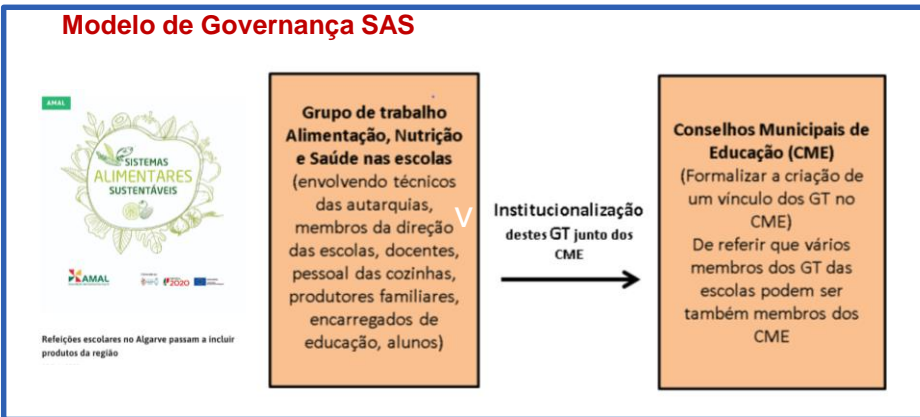 Modelo de Governança SAS
AMAL
SISTEMAS
ALIMENTARES
SUSTENTÁVEIS
AMAL
2020
Refeições escolares no Algarve passam a incluir
produtos da região
Grupo de trabalho
Alimentação, Nutrição
e Saúde nas escolas
(envolvendo técnicos
das autarquias,
membros da direção
das escolas, docentes,
pessoal das cozinhas,
produtores familiares,
encarregados de
educação, alunos)
V
Institucionalização
destes GT junto dos
CME
Conselhos Municipais de
Educação (CME)
(Formalizar a criação de
um vínculo dos GT no
CME)
De referir que vários
membros dos GT das
escolas podem ser
também membros dos
CME